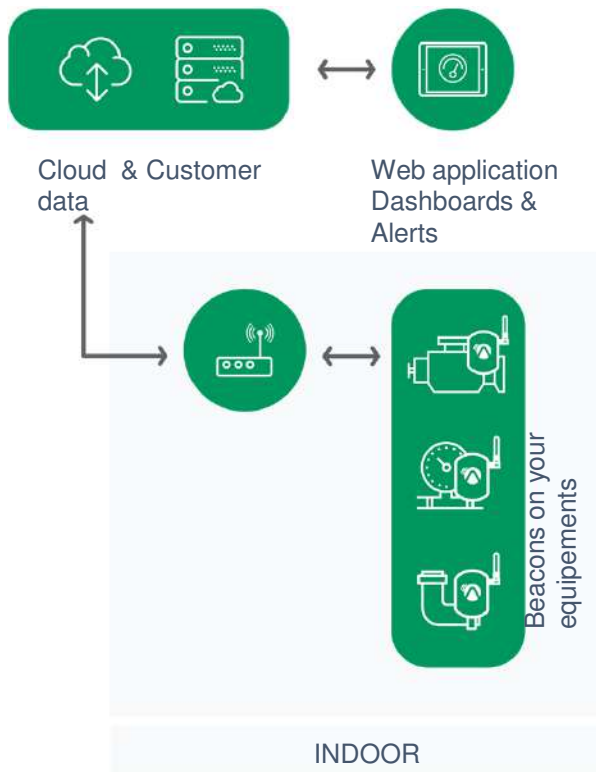 Cloud & Customer
data
Web application
Dashboards &
Alerts
Beacons on your
equipements
INDOOR